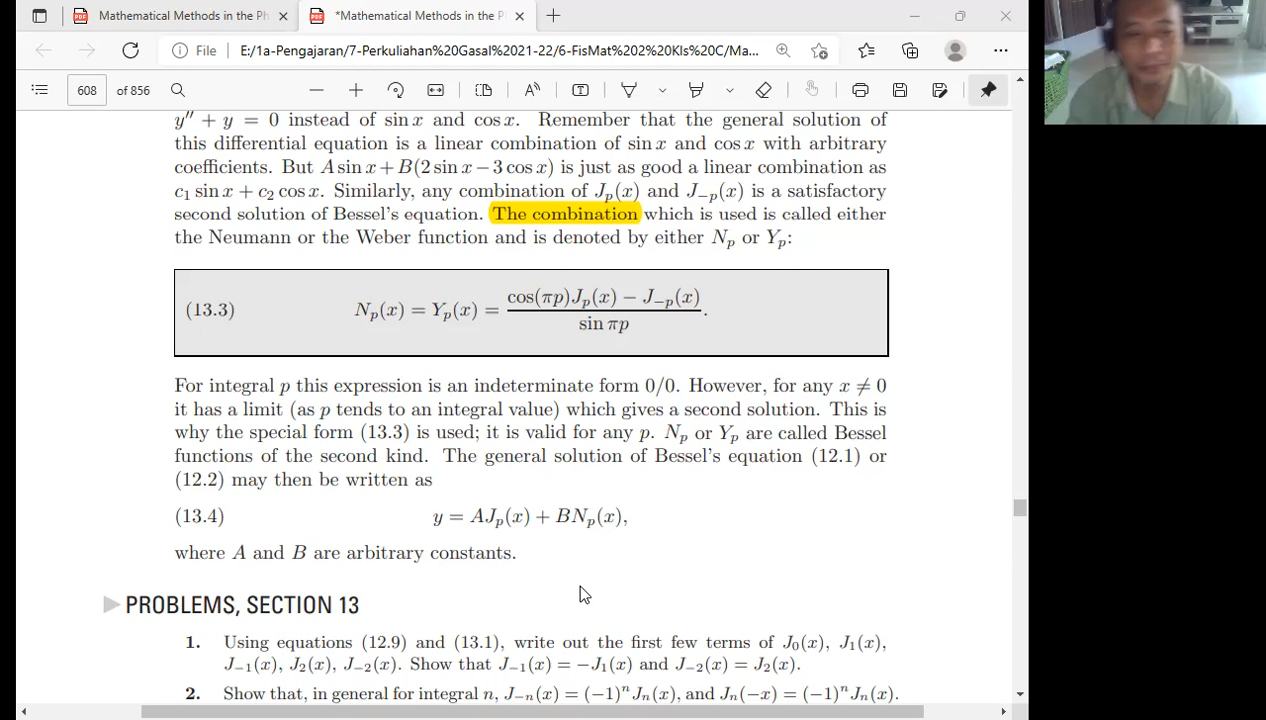 Mathematical Methods in the Ph
*Mathematical Methods in the P
File
E:/1a-Pengajaran/7-Perkuliahan%20Gasal%2021-22/6-FisMat%202%20Kls%20C/Ma...
608 of 856
y″ + y = 0 instead of sin x and cos x. Remember that the general solution of
this differential equation is a linear combination of sin x and cos x with arbitrary
coefficients. But A sin x + B(2 sin x − 3 cos x) is just as good a linear combination as
c₁ sin x + c₂ cos x. Similarly, any combination of Jₚ(x) and J₋ₚ(x) is a satisfactory
second solution of Bessel's equation. The combination which is used is called either
the Neumann or the Weber function and is denoted by either Nₚ or Yₚ:
(13.3) Nₚ(x) = Yₚ(x) = cos(πp)Jₚ(x) − J₋ₚ(x) / sin πp.
For integral p this expression is an indeterminate form 0/0. However, for any x ≠ 0
it has a limit (as p tends to an integral value) which gives a second solution. This is
why the special form (13.3) is used; it is valid for any p. Nₚ or Yₚ are called Bessel
functions of the second kind. The general solution of Bessel's equation (12.1) or
(12.2) may then be written as
(13.4) y = AJₚ(x) + BNₚ(x),
where A and B are arbitrary constants.
PROBLEMS, SECTION 13
1. Using equations (12.9) and (13.1), write out the first few terms of J₀(x), J₁(x),
J₋₁(x), J₂(x), J₋₂(x). Show that J₋₁(x) = −J₁(x) and J₋₂(x) = J₂(x).
2. Show that, in general for integral n, J₋ₙ(x) = (−1)ⁿJₙ(x), and Jₙ(−x) = (−1)ⁿJₙ(x).